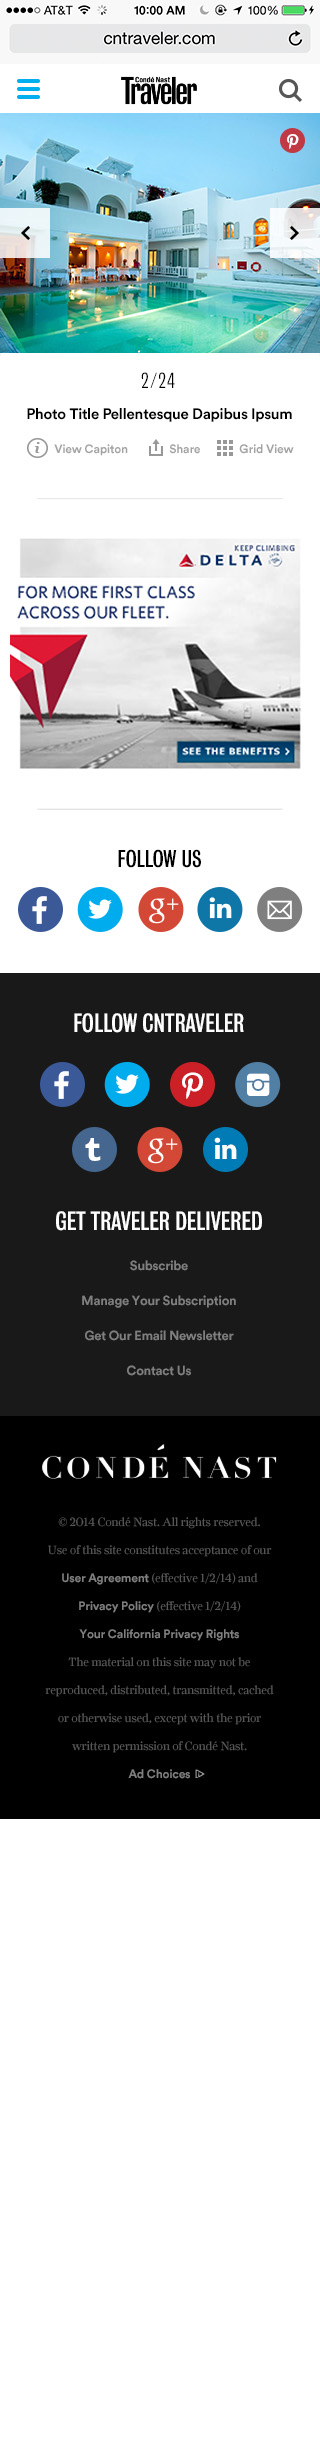 AT&T 10:00 AM 100%
cntraveler.com
Condé Nast
Traveler
2/24
Photo Title Pellentesque Dapibus Ipsum
View Capiton Share Grid View
KEEP CLIMBING
DELTA
FOR MORE FIRST CLASS
ACROSS OUR FLEET.
SEE THE BENEFITS >
FOLLOW US
f g+ in
FOLLOW CNTRAVELER
f
t g+ in
GET TRAVELER DELIVERED
Subscribe
Manage Your Subscription
Get Our Email Newsletter
Contact Us
CONDÉ NAST
© 2014 Condé Nast. All rights reserved.
Use of this site constitutes acceptance of our
User Agreement (effective 1/2/14) and
Privacy Policy (effective 1/2/14)
Your California Privacy Rights
The material on this site may not be
reproduced, distributed, transmitted, cached
or otherwise used, except with the prior
written permission of Condé Nast.
Ad Choices